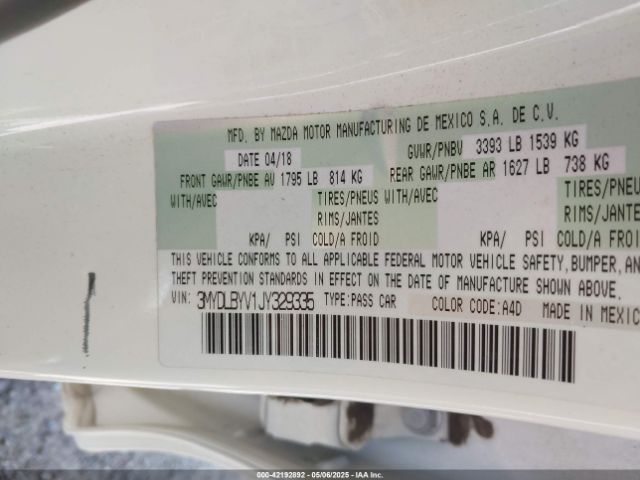 MFD. BY MAZDA MOTOR MANUFACTURING DE MEXICO S.A. DE C.V.
DATE 04/18 GVWR/PNBV 3393 LB 1539 KG
FRONT GAWR/PNBE AV 1795 LB 814 KG REAR GAWR/PNBE AR 1627 LB 738 KG
WITH/AVEC TIRES/PNEUS WITH/AVEC TIRES/PNEUS
RIMS/JANTES RIMS/JANTES
KPA/ PSI COLD/A FROID KPA/ PSI COLD/A FROID
THIS VEHICLE CONFORMS TO ALL APPLICABLE FEDERAL MOTOR VEHICLE SAFETY, BUMPER, AN
THEFT PREVENTION STANDARDS IN EFFECT ON THE DATE OF MANUFACTURE SHOWN ABOVE.
VIN: 3MYDLBYV1JY329335 TYPE:PASS CAR COLOR CODE:A4D MADE IN MEXIC
000-42192892 - 05/06/2025 - IAA Inc.